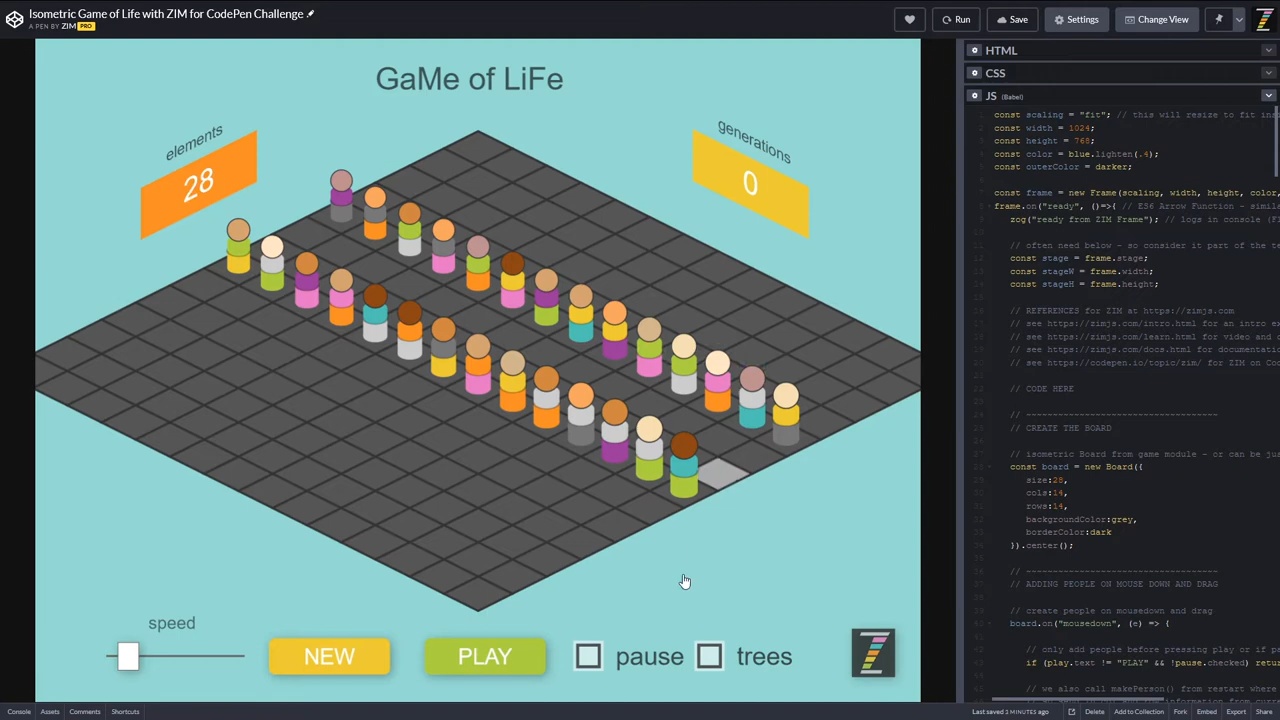 Isometric Game of Life with ZIM for CodePen Challenge
A PEN BY ZIM PRO
Run
Save
Settings
Change View
GaMe of LiFe
elements
28
generations
0
speed
NEW
PLAY
pause
trees
HTML
CSS
JS (Babel)
const scaling = "fit"; // this will resize to fit ins
const width = 1024;
const height = 768;
const color = blue.lighten(.4);
const outerColor = darker;
const frame = new Frame(scaling, width, height, color,
frame.on("ready", ()=>{ // ES6 Arrow Function - simila
zog("ready from ZIM Frame"); // logs in console (F1
// often need below - so consider it part of the te
const stage = frame.stage;
const stageW = frame.width;
const stageH = frame.height;
// REFERENCES for ZIM at https://zimjs.com
// see https://zimjs.com/intro.html for an intro ex
// see https://zimjs.com/learn.html for video and c
// see https://zimjs.com/docs.html for documentatio
// see https://codepen.io/topic/zim/ for ZIM on Cod
// CODE HERE
// ------------------------------------
// CREATE THE BOARD
// isometric Board from game module - or can be jus
const board = new Board({
size:28,
cols:14,
rows:14,
backgroundColor:grey,
borderColor:dark
}).center();
// ------------------------------------
// ADDING PEOPLE ON MOUSE DOWN AND DRAG
// create people on mousedown and drag
board.on("mousedown", (e) => {
// only add people before pressing play or if pa
if (play.text != "PLAY" && !pause.checked) retur
// we also call makePerson() from restart where
Console
Assets
Comments
Shortcuts
Last saved 3 MINUTES ago
Delete
Add to Collection
Fork
Embed
Export
Share